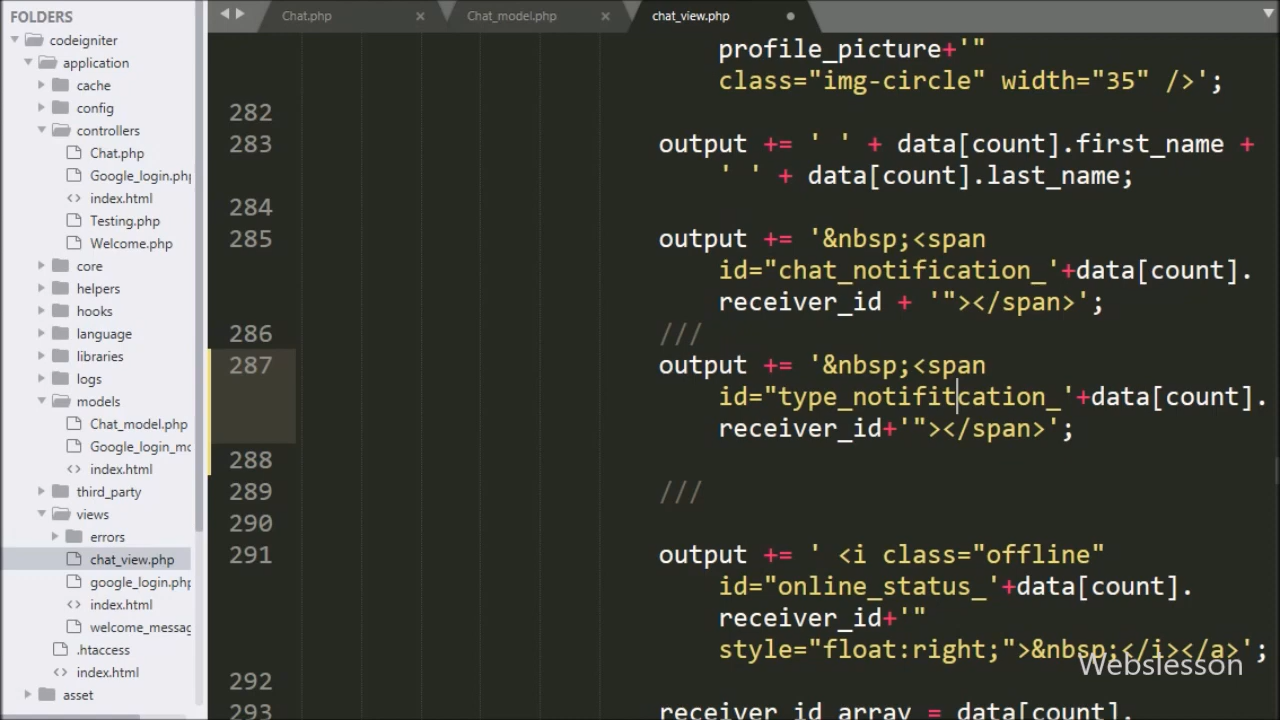 FOLDERS
codeigniter
application
cache
config
controllers
Chat.php
Google_login.php
index.html
Testing.php
Welcome.php
core
helpers
hooks
language
libraries
logs
models
Chat_model.php
Google_login_mo
index.html
third_party
views
errors
chat_view.php
google_login.php
index.html
welcome_messag
.htaccess
index.html
asset
Chat.php × Chat_model.php × chat_view.php
profile_picture+'"
class="img-circle" width="35" />';
282
283 output += ' ' + data[count].first_name +
' ' + data[count].last_name;
284
285 output += '&nbsp;<span
id="chat_notification_'+data[count].
receiver_id + '"></span>';
286 ///
287 output += '&nbsp;<span
id="type_notifitcation_'+data[count].
receiver_id+'"></span>';
288
289 ///
290
291 output += ' <i class="offline"
id="online_status_'+data[count].
receiver_id+'"
style="float:right;">&nbsp;</i></a>';
Webslesson
292
293 receiver_id_array = data[count].